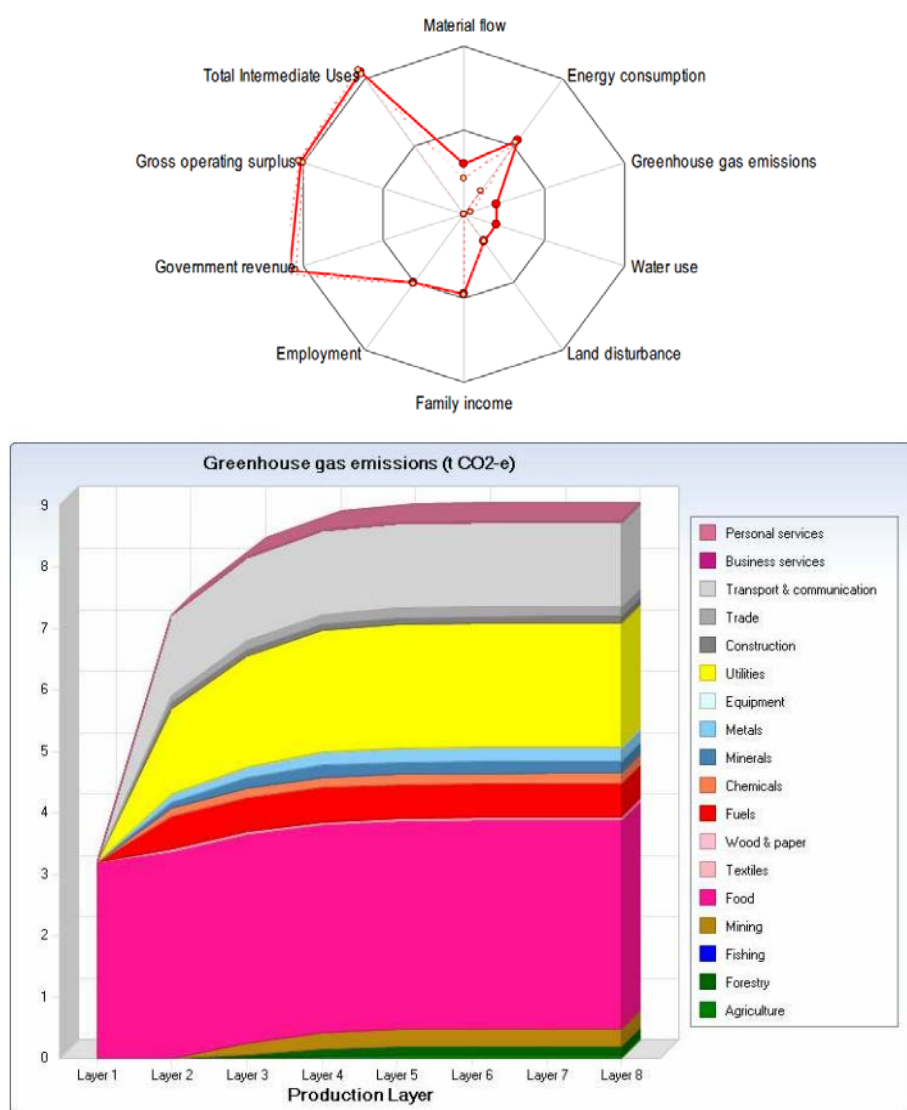 Material flow
Total Intermediate Uses
Energy consumption
Gross operating surplus
Greenhouse gas emissions
Government revenue
Water use
Employment
Land disturbance
Family income
Greenhouse gas emissions (t CO2-e)
9
8
7
6
5
4
3
2
1
0
Layer 1 Layer 2 Layer 3 Layer 4 Layer 5 Layer 6 Layer 7 Layer 8
Production Layer
Personal services
Business services
Transport & communication
Trade
Construction
Utilities
Equipment
Metals
Minerals
Chemicals
Fuels
Wood & paper
Textiles
Food
Mining
Fishing
Forestry
Agriculture